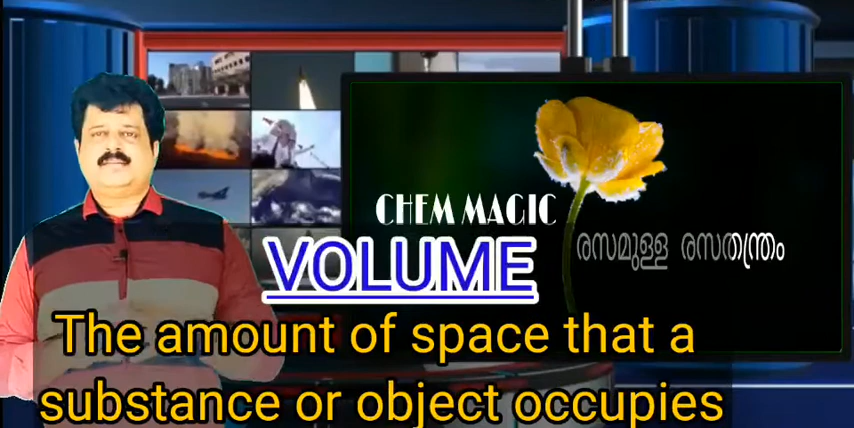 CHEM MAGIC
രസമുള്ള രസതന്ത്രം
VOLUME
The amount of space that a
substance or object occupies